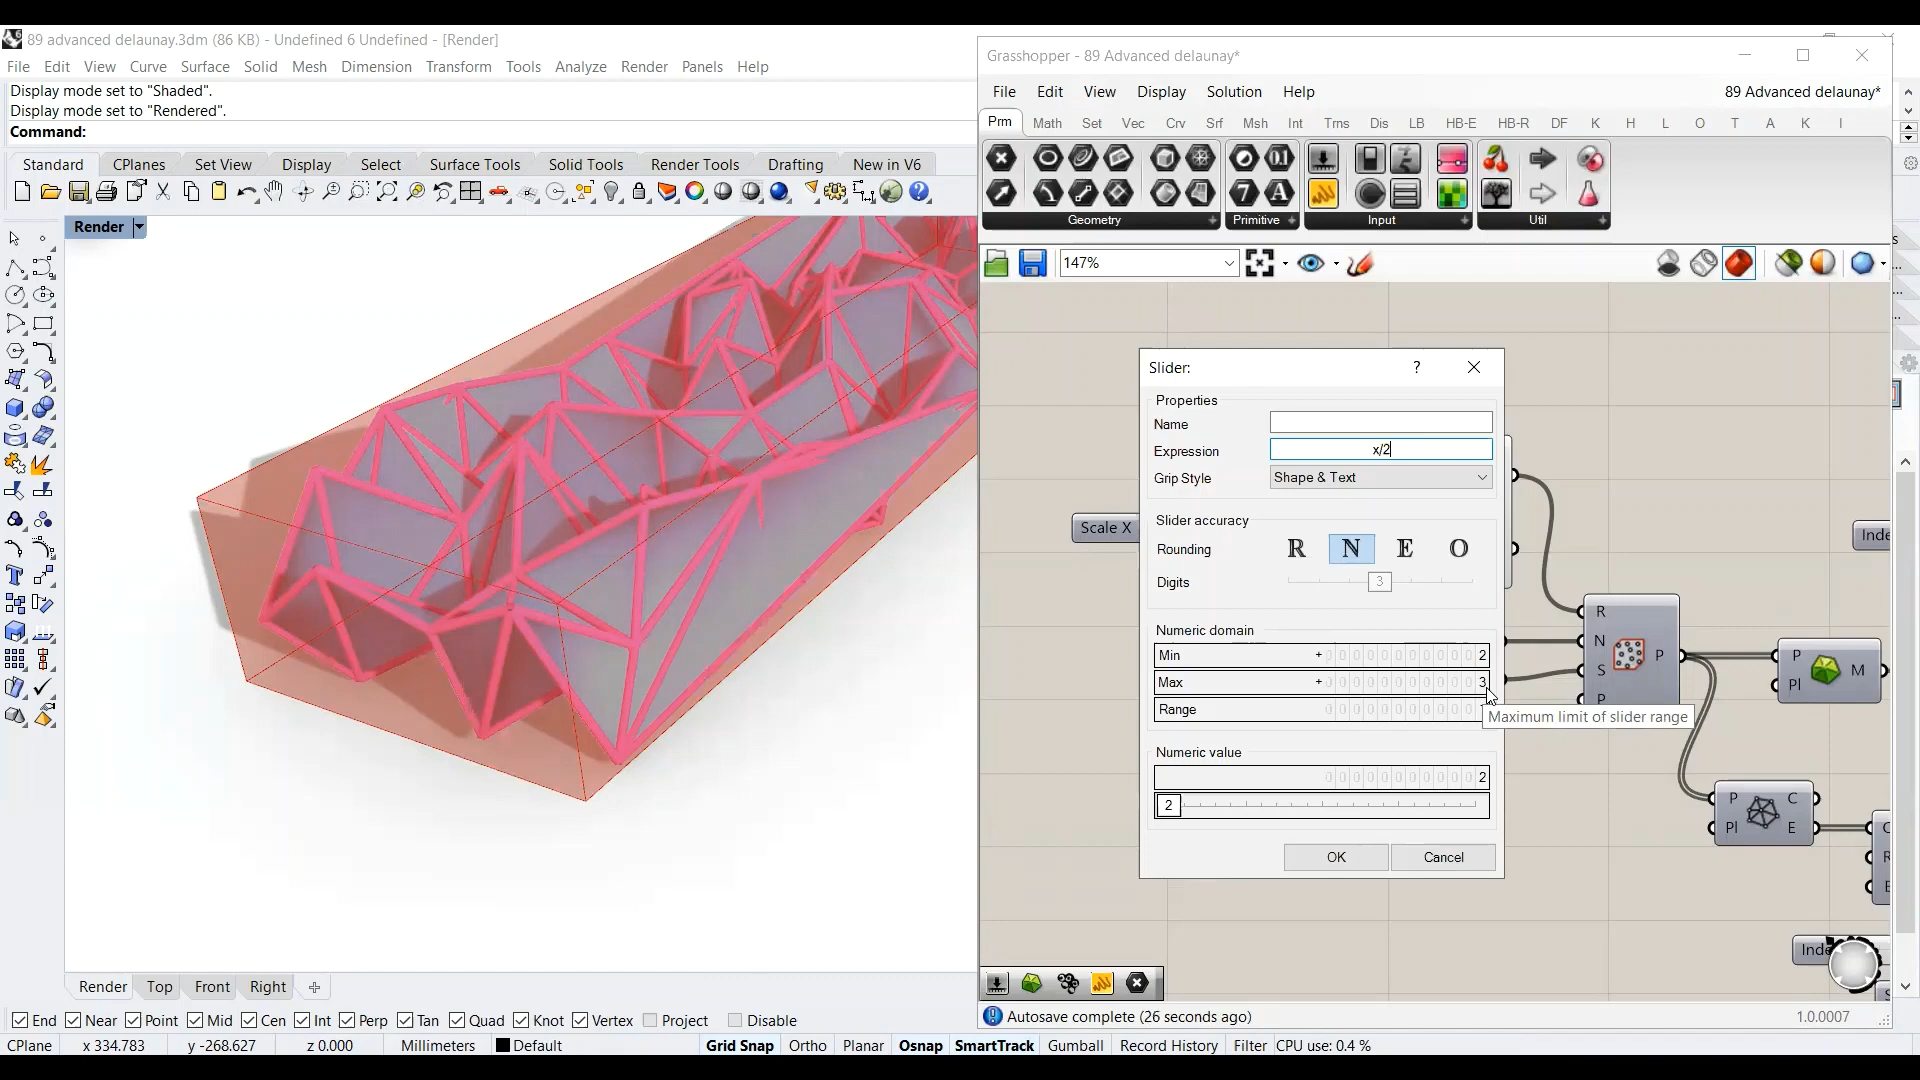 89 advanced delaunay.3dm (86 KB) - Undefined 6 Undefined - [Render]
File Edit View Curve Surface Solid Mesh Dimension Transform Tools Analyze Render Panels Help
Display mode set to "Shaded".
Display mode set to "Rendered".
Command:
Standard CPlanes Set View Display Select Surface Tools Solid Tools Render Tools Drafting New in V6
Render
Grasshopper - 89 Advanced delaunay*
File Edit View Display Solution Help 89 Advanced delaunay*
Prm Math Set Vec Crv Srf Msh Int Trns Dis LB HB-E HB-R DF K H L O T A K I
Geometry Primitive Input Util
147%
Slider:
Properties
Name
Expression x/2
Grip Style Shape & Text
Slider accuracy
Rounding R N E O
Digits 3
Numeric domain
Min + 00000000000 2
Max + 00000000000 3
Range
Maximum limit of slider range
Numeric value
00000000000 2
2
OK Cancel
Scale X
R
N P
S
P
P M
Pl
P C
Pl E
Autosave complete (26 seconds ago) 1.0.0007
Render Top Front Right
End Near Point Mid Cen Int Perp Tan Quad Knot Vertex Project Disable
CPlane x 334.783 y -268.627 z 0.000 Millimeters Default Grid Snap Ortho Planar Osnap SmartTrack Gumball Record History Filter CPU use: 0.4 %